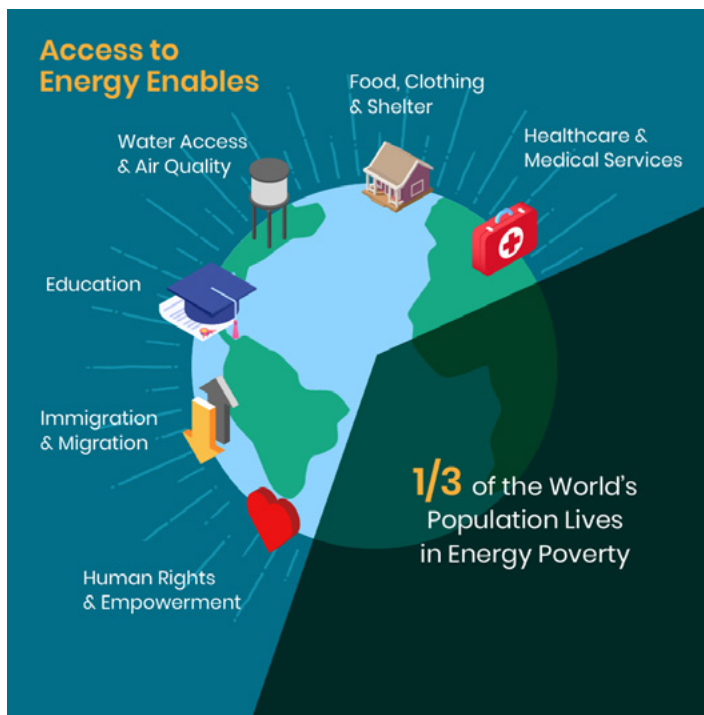 Access to
Energy Enables
Food, Clothing
& Shelter
Water Access
& Air Quality
Healthcare &
Medical Services
Education
Immigration
& Migration
Human Rights
& Empowerment
1/3 of the World's
Population Lives
in Energy Poverty